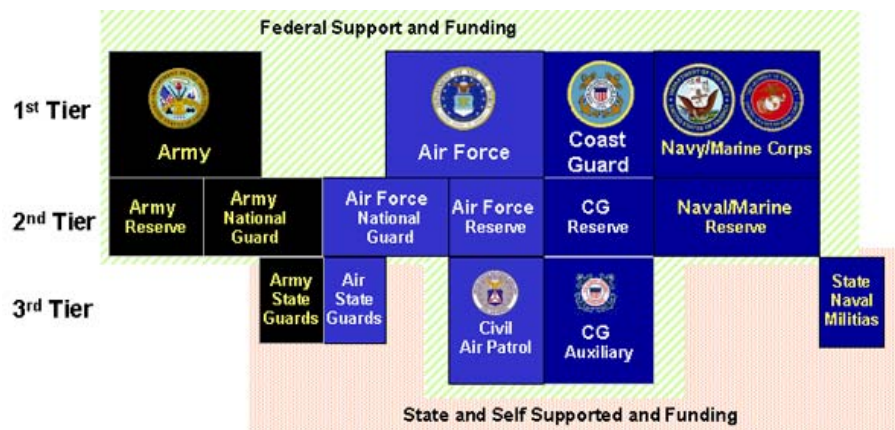 Federal Support and Funding
1st Tier
Army
Air Force
Coast
Guard
Navy/Marine Corps
2nd Tier
Army
Reserve
Army
National
Guard
Air Force
National
Guard
Air Force
Reserve
CG
Reserve
Naval/Marine
Reserve
3rd Tier
Army
State
Guards
Air
State
Guards
Civil
Air Patrol
CG
Auxiliary
State
Naval
Militias
State and Self Supported and Funding